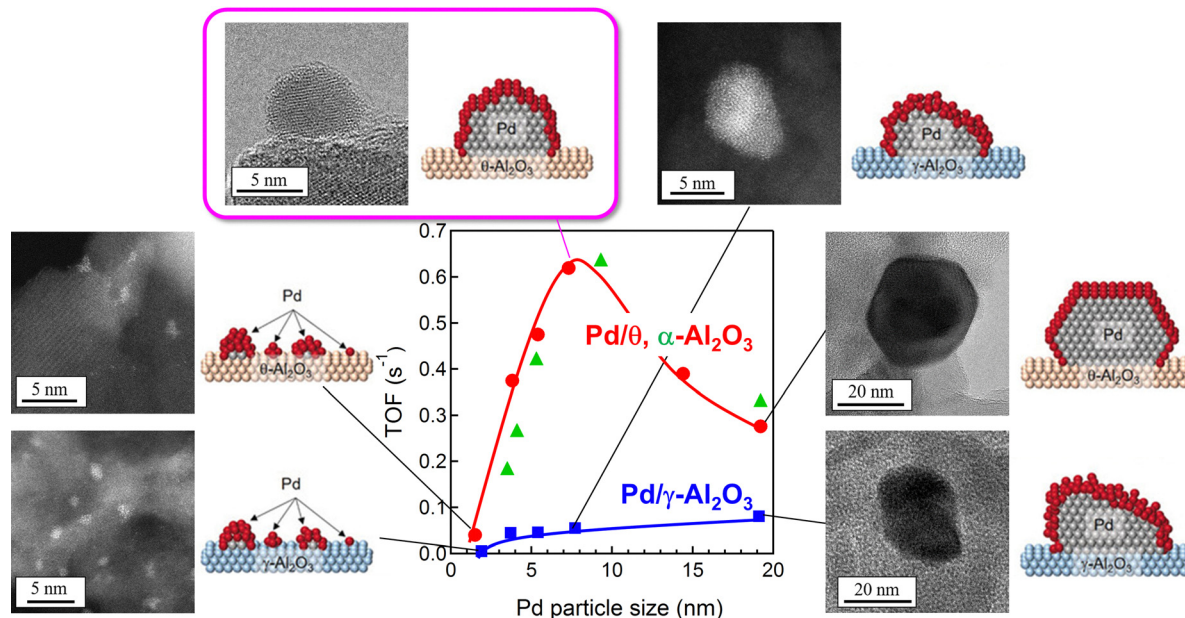 Pd
θ-Al₂O₃
5 nm
Pd
γ-Al₂O₃
5 nm
Pd
θ-Al₂O₃
5 nm
Pd
γ-Al₂O₃
5 nm
TOF (s⁻¹)
0.7
0.6
0.5
0.4
0.3
0.2
0.1
0.0
Pd/θ, α-Al₂O₃
Pd/γ-Al₂O₃
0 5 10 15 20
Pd particle size (nm)
Pd
θ-Al₂O₃
20 nm
Pd
γ-Al₂O₃
20 nm